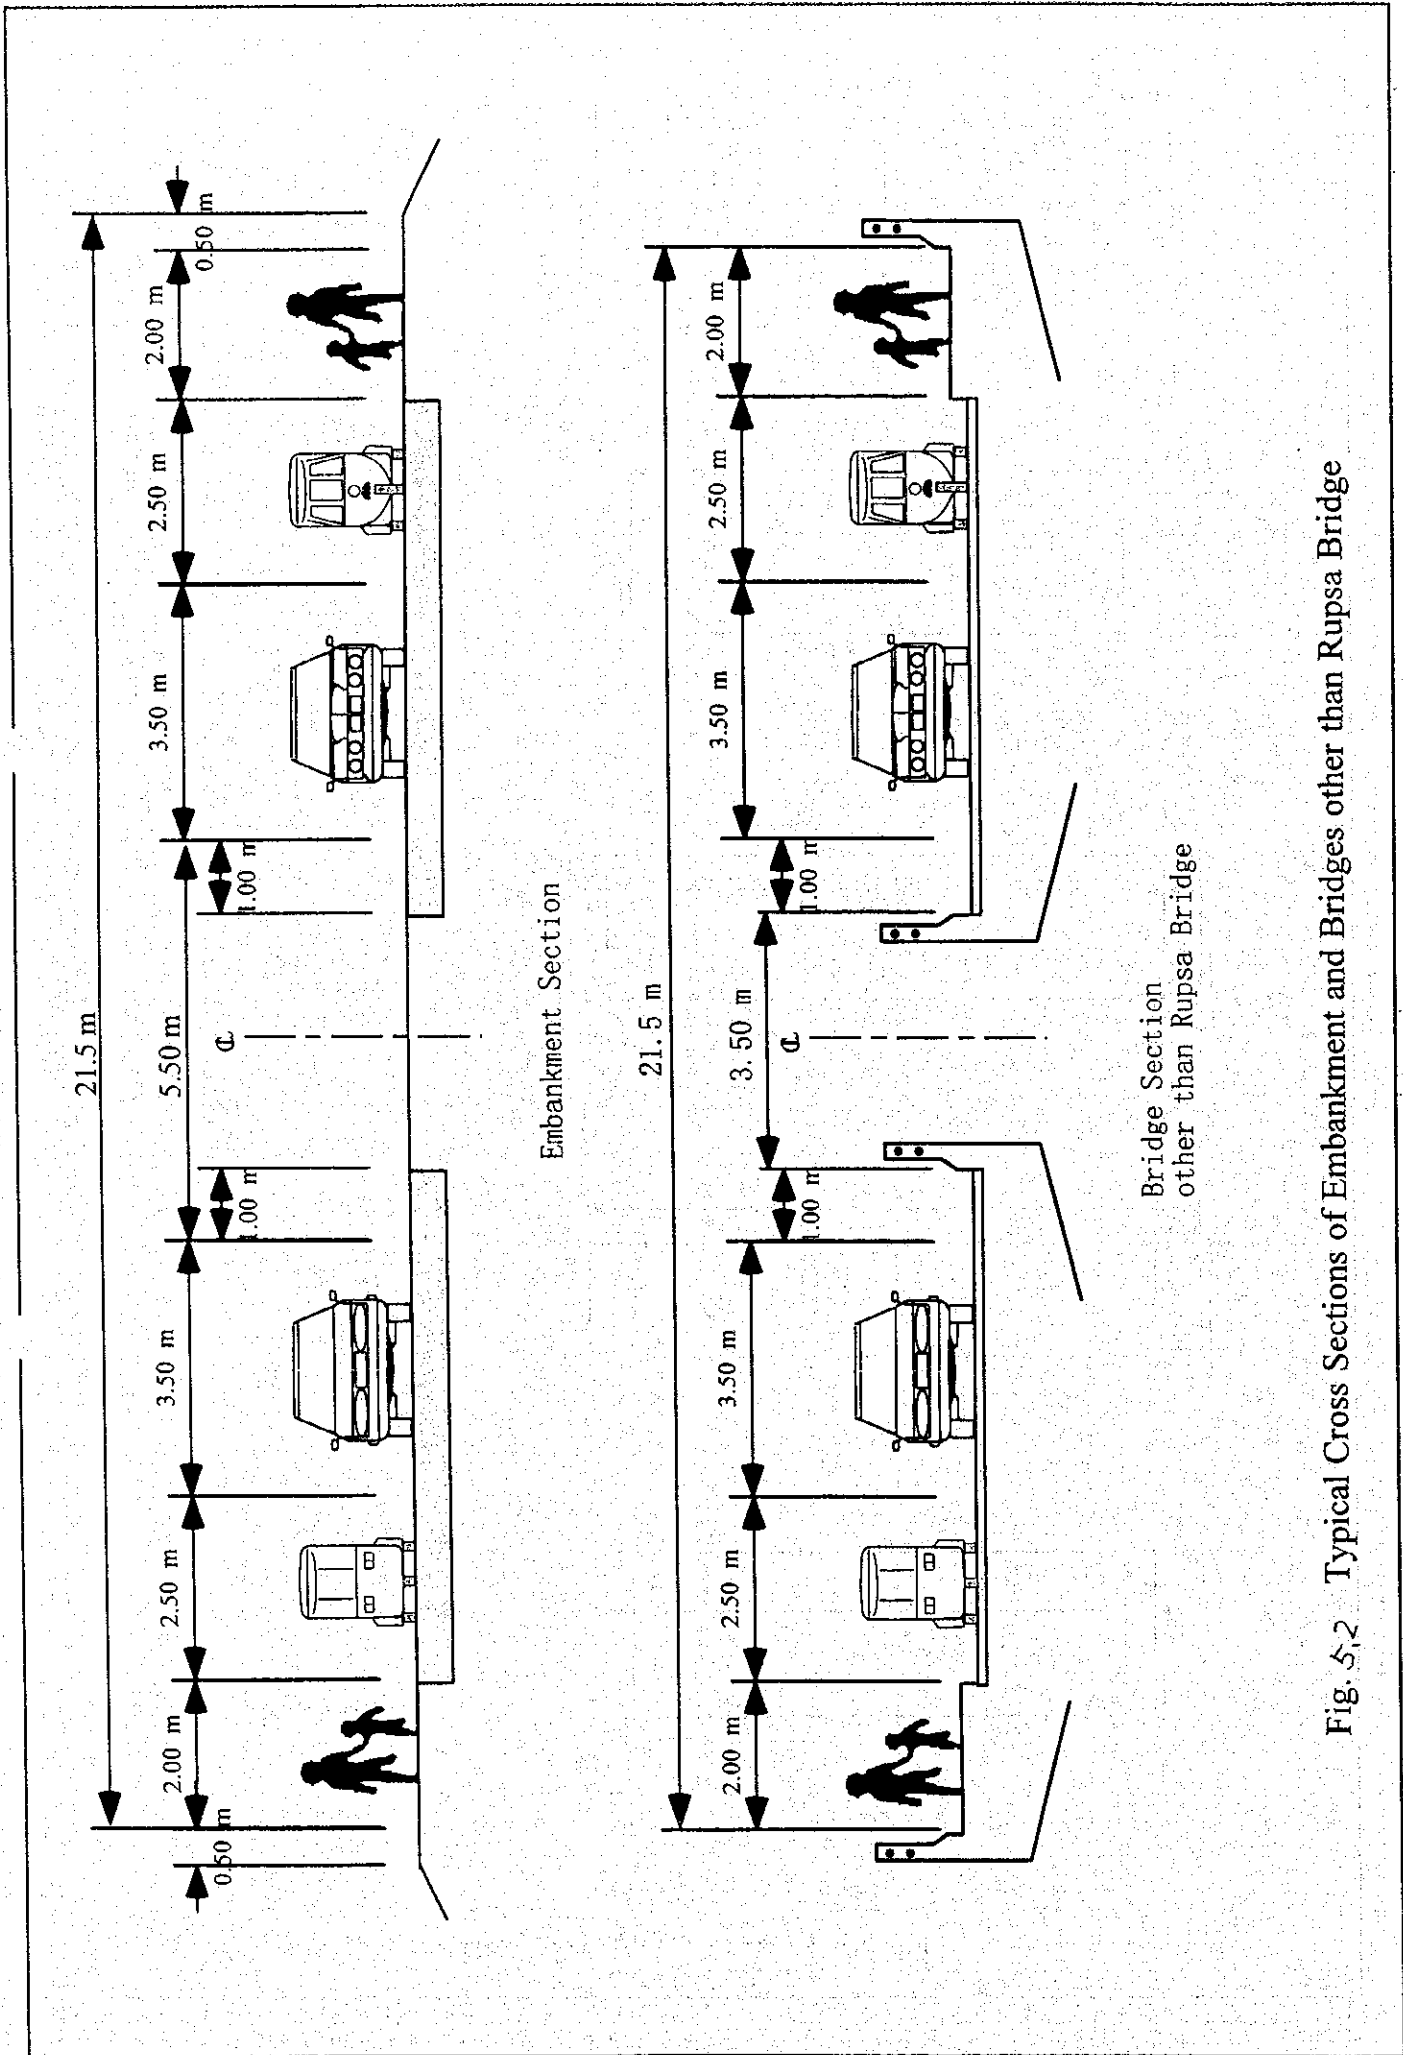 21.5 m
5.50 m
0.50 m
2.00 m
2.50 m
3.50 m
1.00 m
1.00 m
3.50 m
2.50 m
2.00 m
0.50 m
℄
Embankment Section
21.5 m
3.50 m
2.00 m
2.50 m
3.50 m
1.00 m
1.00 m
3.50 m
2.50 m
2.00 m
℄
Bridge Section
other than Rupsa Bridge
Fig. 5.2 Typical Cross Sections of Embankment and Bridges other than Rupsa Bridge